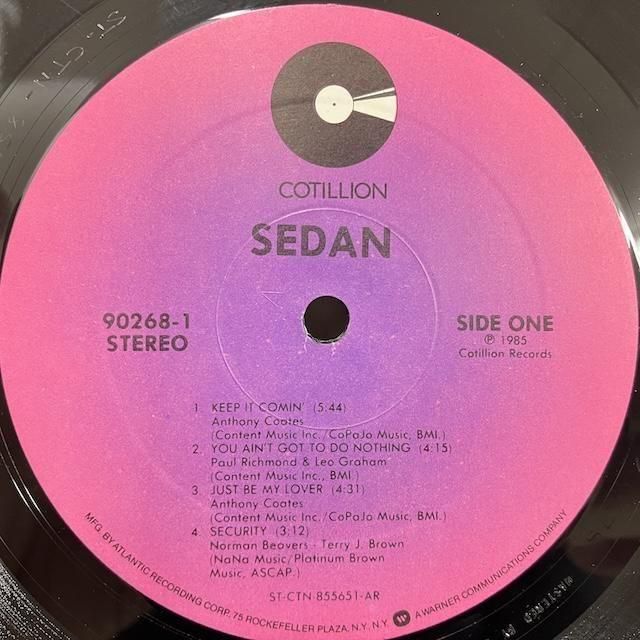 COTILLION
SEDAN
90268-1
STEREO
SIDE ONE
Ⓟ 1985
Cotillion Records
1. KEEP IT COMIN' (5:44)
Anthony Coates
(Content Music Inc./CoPaJo Music, BMI.)
2. YOU AIN'T GOT TO DO NOTHING (4:15)
Paul Richmond & Leo Graham
(Content Music Inc., BMI.)
3. JUST BE MY LOVER (4:31)
Anthony Coates
(Content Music Inc./CoPaJo Music, BMI.)
4. SECURITY (3:12)
Norman Beavers - Terry J. Brown
(NaNa Music/Platinum Brown
Music, ASCAP.)
ST-CTN 855651-AR
MFG. BY ATLANTIC RECORDING CORP. 75 ROCKEFELLER PLAZA. N.Y. N.Y. A WARNER COMMUNICATIONS COMPANY